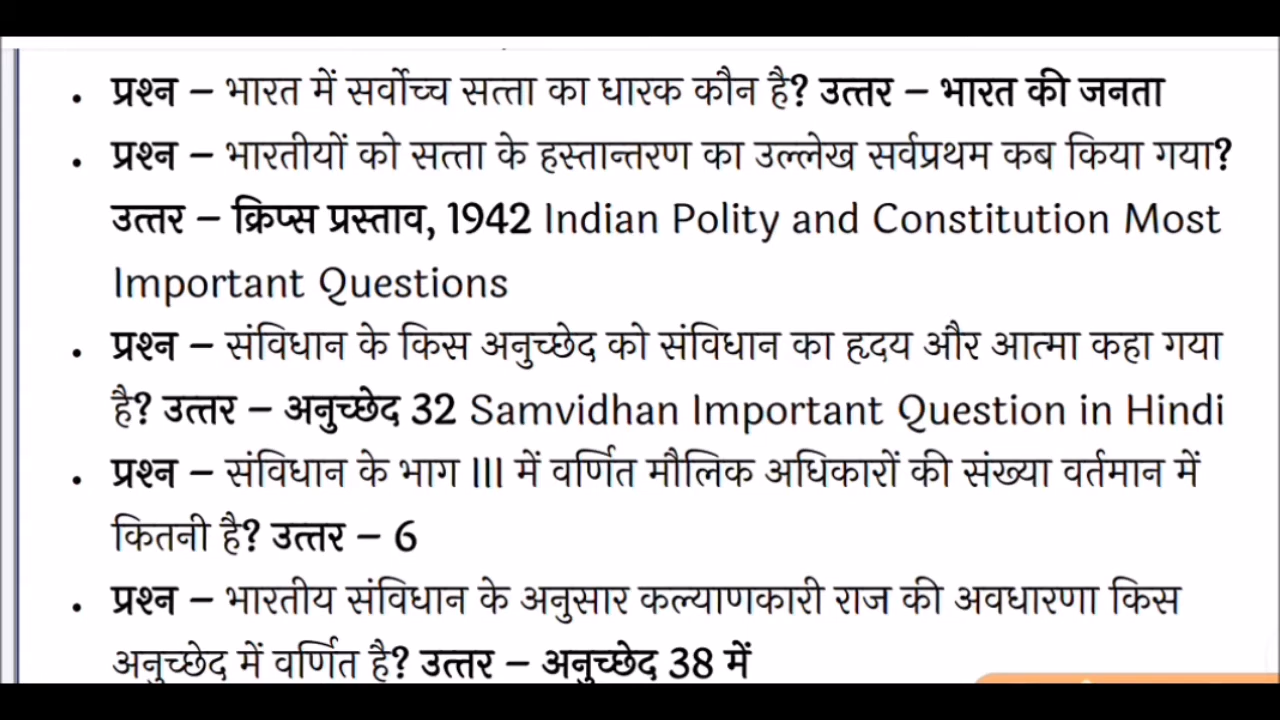 • प्रश्न – भारत में सर्वोच्च सत्ता का धारक कौन है? उत्तर – भारत की जनता
• प्रश्न – भारतीयों को सत्ता के हस्तान्तरण का उल्लेख सर्वप्रथम कब किया गया?
उत्तर – क्रिप्स प्रस्ताव, 1942 Indian Polity and Constitution Most
Important Questions
• प्रश्न – संविधान के किस अनुच्छेद को संविधान का हृदय और आत्मा कहा गया
है? उत्तर – अनुच्छेद 32 Samvidhan Important Question in Hindi
• प्रश्न – संविधान के भाग III में वर्णित मौलिक अधिकारों की संख्या वर्तमान में
कितनी है? उत्तर – 6
• प्रश्न – भारतीय संविधान के अनुसार कल्याणकारी राज की अवधारणा किस
अनुच्छेद में वर्णित है? उत्तर – अनुच्छेद 38 में